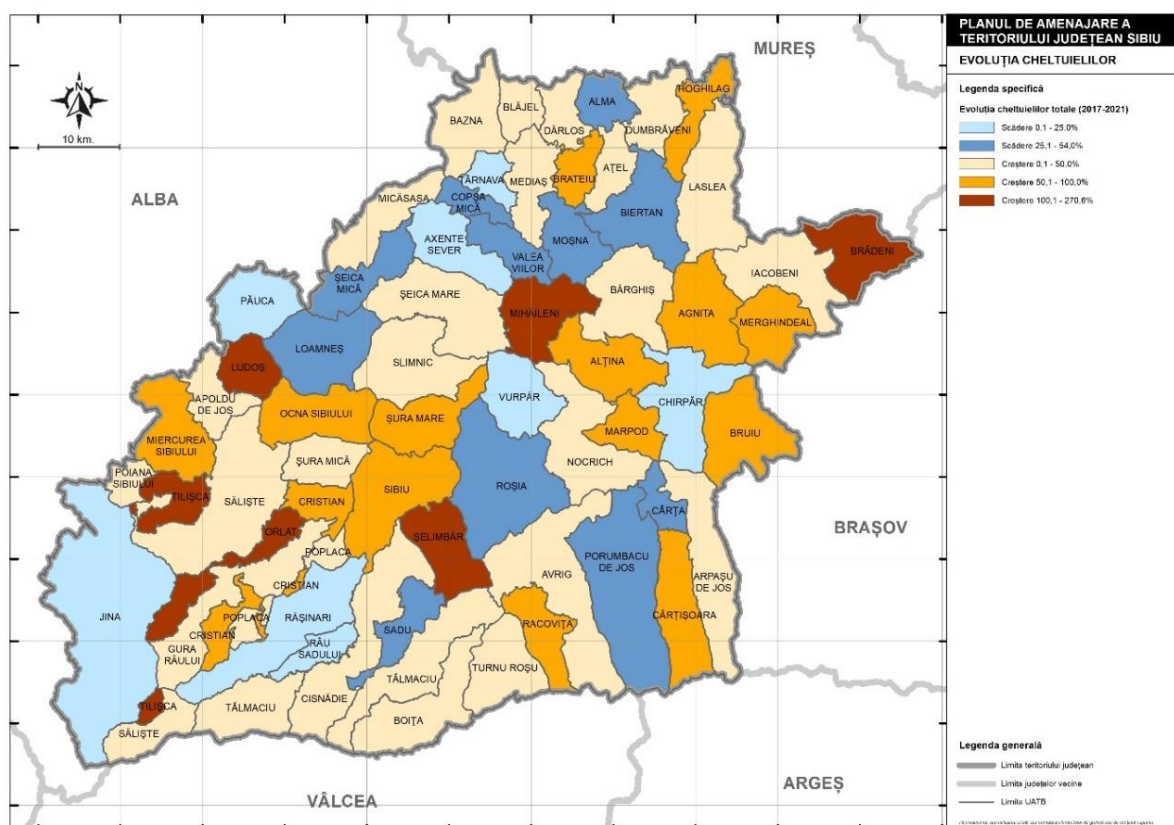 PLANUL DE AMENAJARE A
TERITORIULUI JUDEȚEAN SIBIU
EVOLUȚIA CHELTUIELILOR
Legenda specifică
Evoluția cheltuielilor totale (2017-2021)
Scădere 0,1 - 25,0%
Scădere 25,1 - 54,0%
Creștere 0,1 - 50,0%
Creștere 50,1 - 100,0%
Creștere 100,1 - 270,6%
N
10 km.
MUREȘ
ALBA
BRAȘOV
ARGEȘ
VÂLCEA
HOGHILAG
ALMA
BLĂJEL
BAZNA
DÂRLOS
DUMBRĂVENI
AȚEL
MEDIAȘ
BRATEIU
TÂRNAVA
LASLEA
MICĂSASA
COPȘA
MICĂ
BIERTAN
AXENTE
SEVER
MOȘNA
VALEA
VIILOR
BRĂDENI
IACOBENI
ȘEICA
MICĂ
BÂRGHIȘ
ȘEICA MARE
PĂUCA
MIHĂILENI
AGNITA
MERGHINDEAL
LOAMNEȘ
SLIMNIC
ALȚINA
LUDOȘ
VURPĂR
CHIRPĂR
APOLDU
DE JOS
OCNA SIBIULUI
ȘURA MARE
MARPOD
BRUIU
MIERCUREA
SIBIULUI
NOCRICH
ȘURA MICĂ
POIANA
SIBIULUI
SIBIU
ROȘIA
TILIȘCA
SĂLIȘTE
CRISTIAN
CÂRȚA
ORLAT
ȘELIMBĂR
POPLACA
PORUMBACU
DE JOS
AVRIG
ARPAȘU
DE JOS
CRISTIAN
JINA
POPLACA
RĂȘINARI
CÂRȚIȘOARA
RACOVIȚA
SADU
CRISTIAN
RÂU
SADULUI
GURA
RÂULUI
TURNU ROȘU
TĂLMACIU
CISNĂDIE
TILIȘCA
TĂLMACIU
BOIȚA
SĂLIȘTE
Legenda generală
Limita teritoriului județean
Limita județelor vecine
Limita UATB